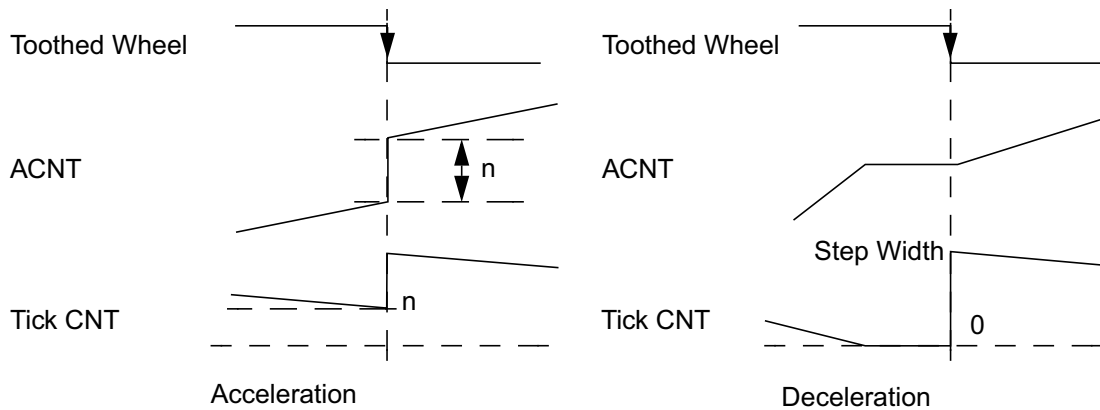 Toothed Wheel
ACNT
n
Tick CNT
n
Acceleration
Toothed Wheel
ACNT
Step Width
Tick CNT
0
Deceleration